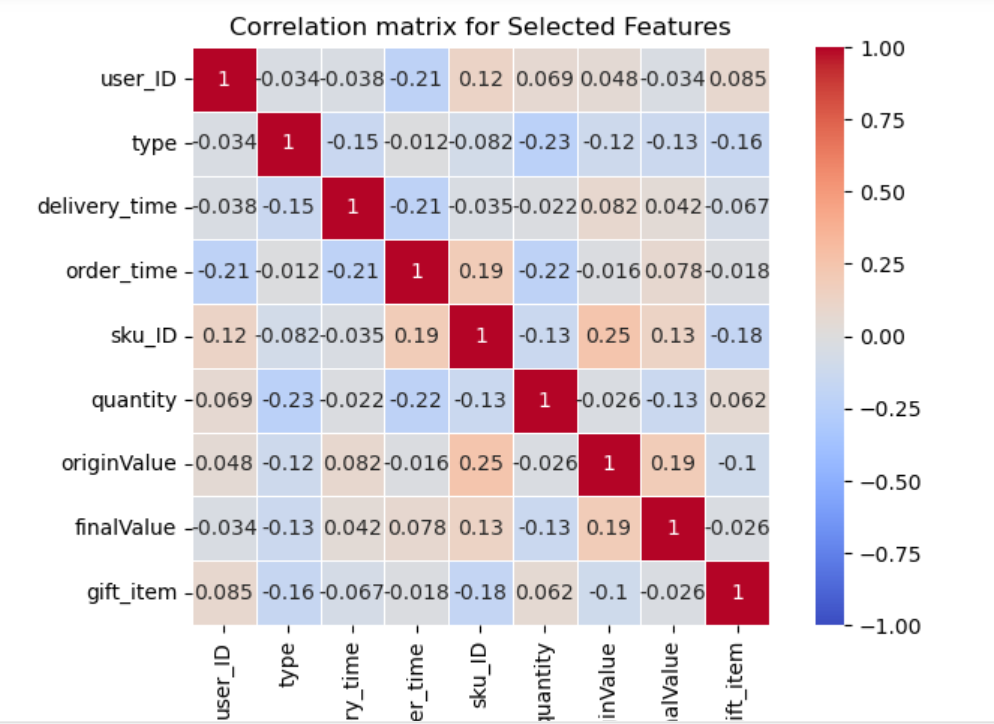 Correlation matrix for Selected Features
user_ID 1 -0.034 -0.038 -0.21 0.12 0.069 0.048 -0.034 0.085
type -0.034 1 -0.15 -0.012 -0.082 -0.23 -0.12 -0.13 -0.16
delivery_time -0.038 -0.15 1 -0.21 -0.035 -0.022 0.082 0.042 -0.067
order_time -0.21 -0.012 -0.21 1 0.19 -0.22 -0.016 0.078 -0.018
sku_ID 0.12 -0.082 -0.035 0.19 1 -0.13 0.25 0.13 -0.18
quantity 0.069 -0.23 -0.022 -0.22 -0.13 1 -0.026 -0.13 0.062
originValue 0.048 -0.12 0.082 -0.016 0.25 -0.026 1 0.19 -0.1
finalValue -0.034 -0.13 0.042 0.078 0.13 -0.13 0.19 1 -0.026
gift_item 0.085 -0.16 -0.067 -0.018 -0.18 0.062 -0.1 -0.026 1
user_ID
type
ry_time
er_time
sku_ID
quantity
inValue
alValue
ift_item
1.00
0.75
0.50
0.25
0.00
−0.25
−0.50
−0.75
−1.00